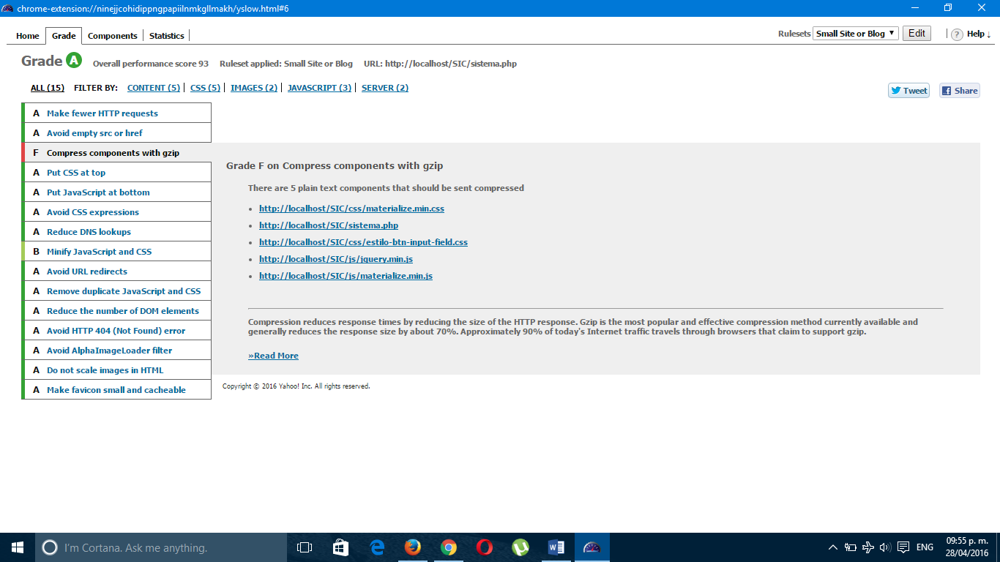 chrome-extension://ninejjcohidippngpapiilnmkgllmakh/yslow.html#6
Home Grade Components Statistics
Rulesets Small Site or Blog Edit ? Help ↓
Grade A Overall performance score 93 Ruleset applied: Small Site or Blog URL: http://localhost/SIC/sistema.php
ALL (15) FILTER BY: CONTENT (5) CSS (5) IMAGES (2) JAVASCRIPT (3) SERVER (2)
Tweet Share
A Make fewer HTTP requests
A Avoid empty src or href
F Compress components with gzip
A Put CSS at top
A Put JavaScript at bottom
A Avoid CSS expressions
A Reduce DNS lookups
B Minify JavaScript and CSS
A Avoid URL redirects
A Remove duplicate JavaScript and CSS
A Reduce the number of DOM elements
A Avoid HTTP 404 (Not Found) error
A Avoid AlphaImageLoader filter
A Do not scale images in HTML
A Make favicon small and cacheable
Grade F on Compress components with gzip
There are 5 plain text components that should be sent compressed
• http://localhost/SIC/css/materialize.min.css
• http://localhost/SIC/sistema.php
• http://localhost/SIC/css/estilo-btn-input-field.css
• http://localhost/SIC/js/jquery.min.js
• http://localhost/SIC/js/materialize.min.js
Compression reduces response times by reducing the size of the HTTP response. Gzip is the most popular and effective compression method currently available and
generally reduces the response size by about 70%. Approximately 90% of today's Internet traffic travels through browsers that claim to support gzip.
»Read More
Copyright © 2016 Yahoo! Inc. All rights reserved.
I'm Cortana. Ask me anything.
ENG
09:55 p. m.
28/04/2016